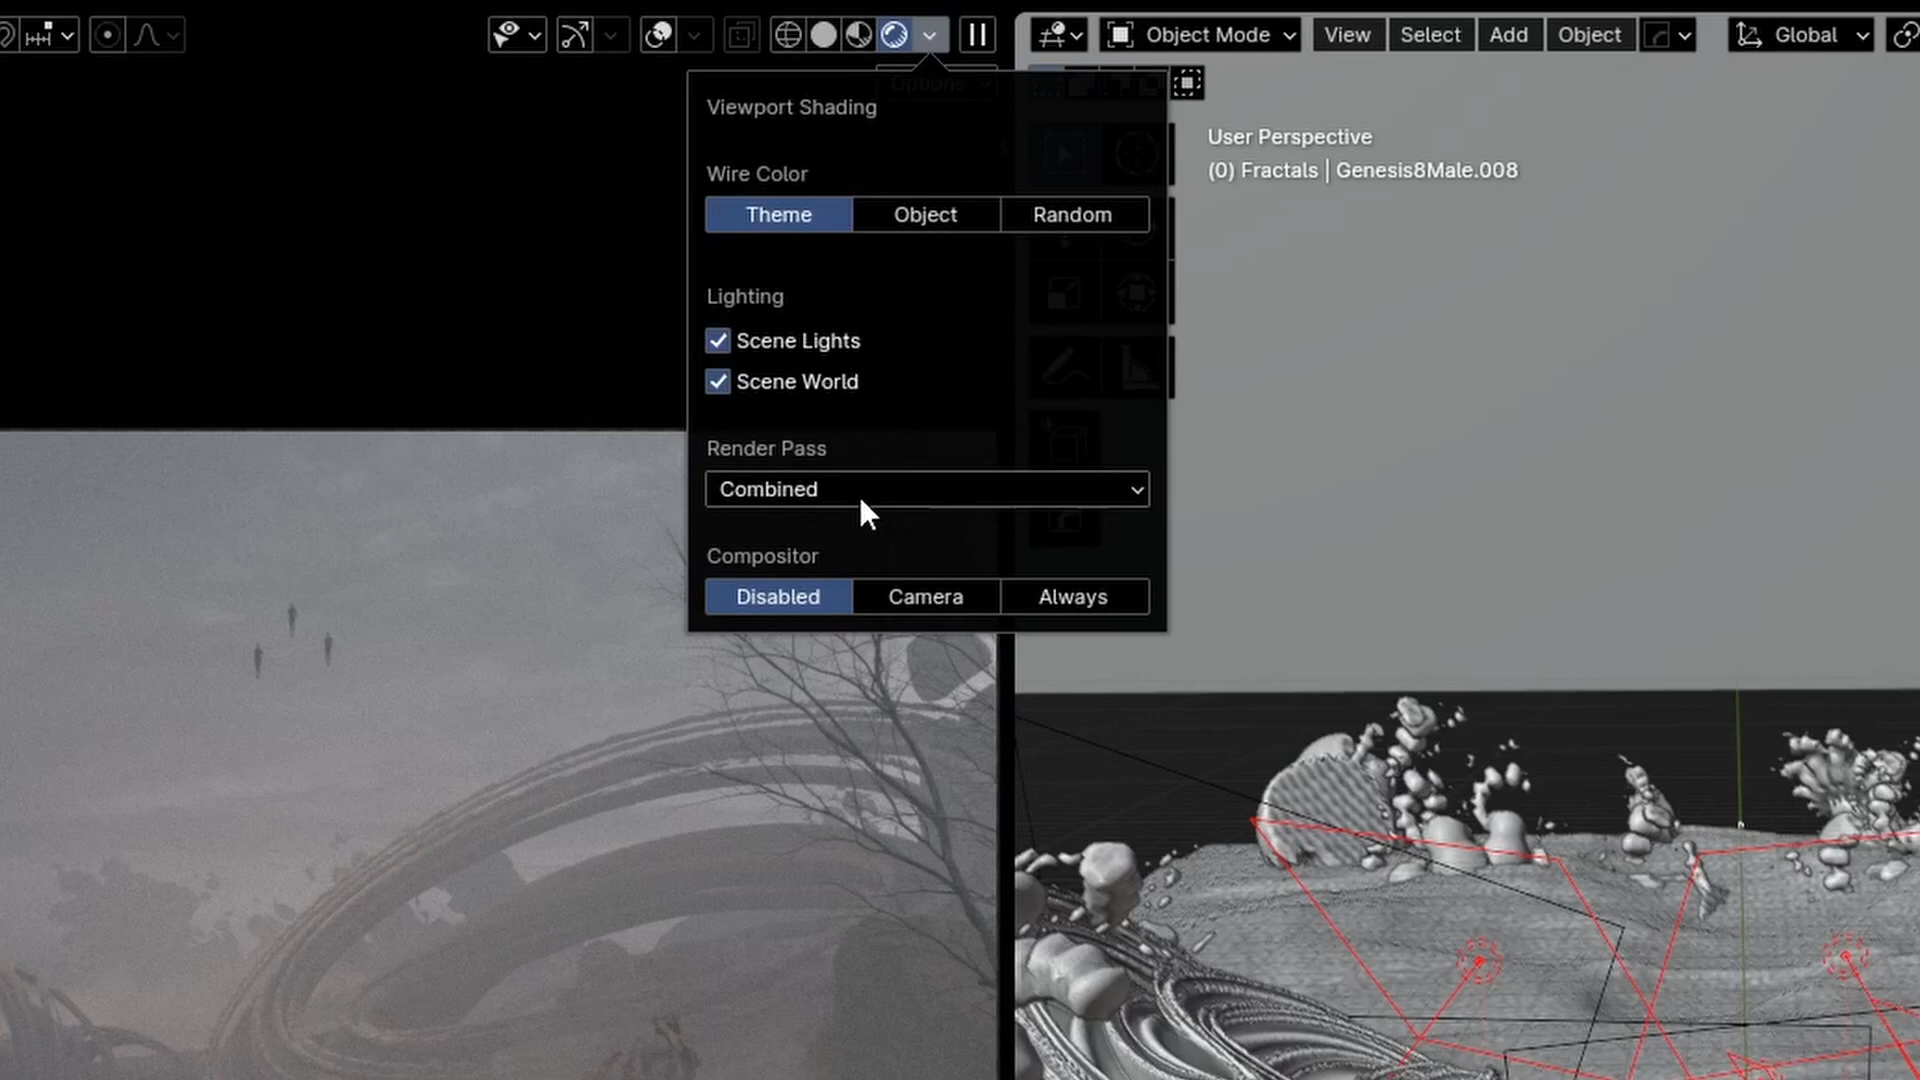 Object Mode
View
Select
Add
Object
Global
Options
Viewport Shading
User Perspective
(0) Fractals | Genesis8Male.008
Wire Color
Theme
Object
Random
Lighting
Scene Lights
Scene World
Render Pass
Combined
Compositor
Disabled
Camera
Always